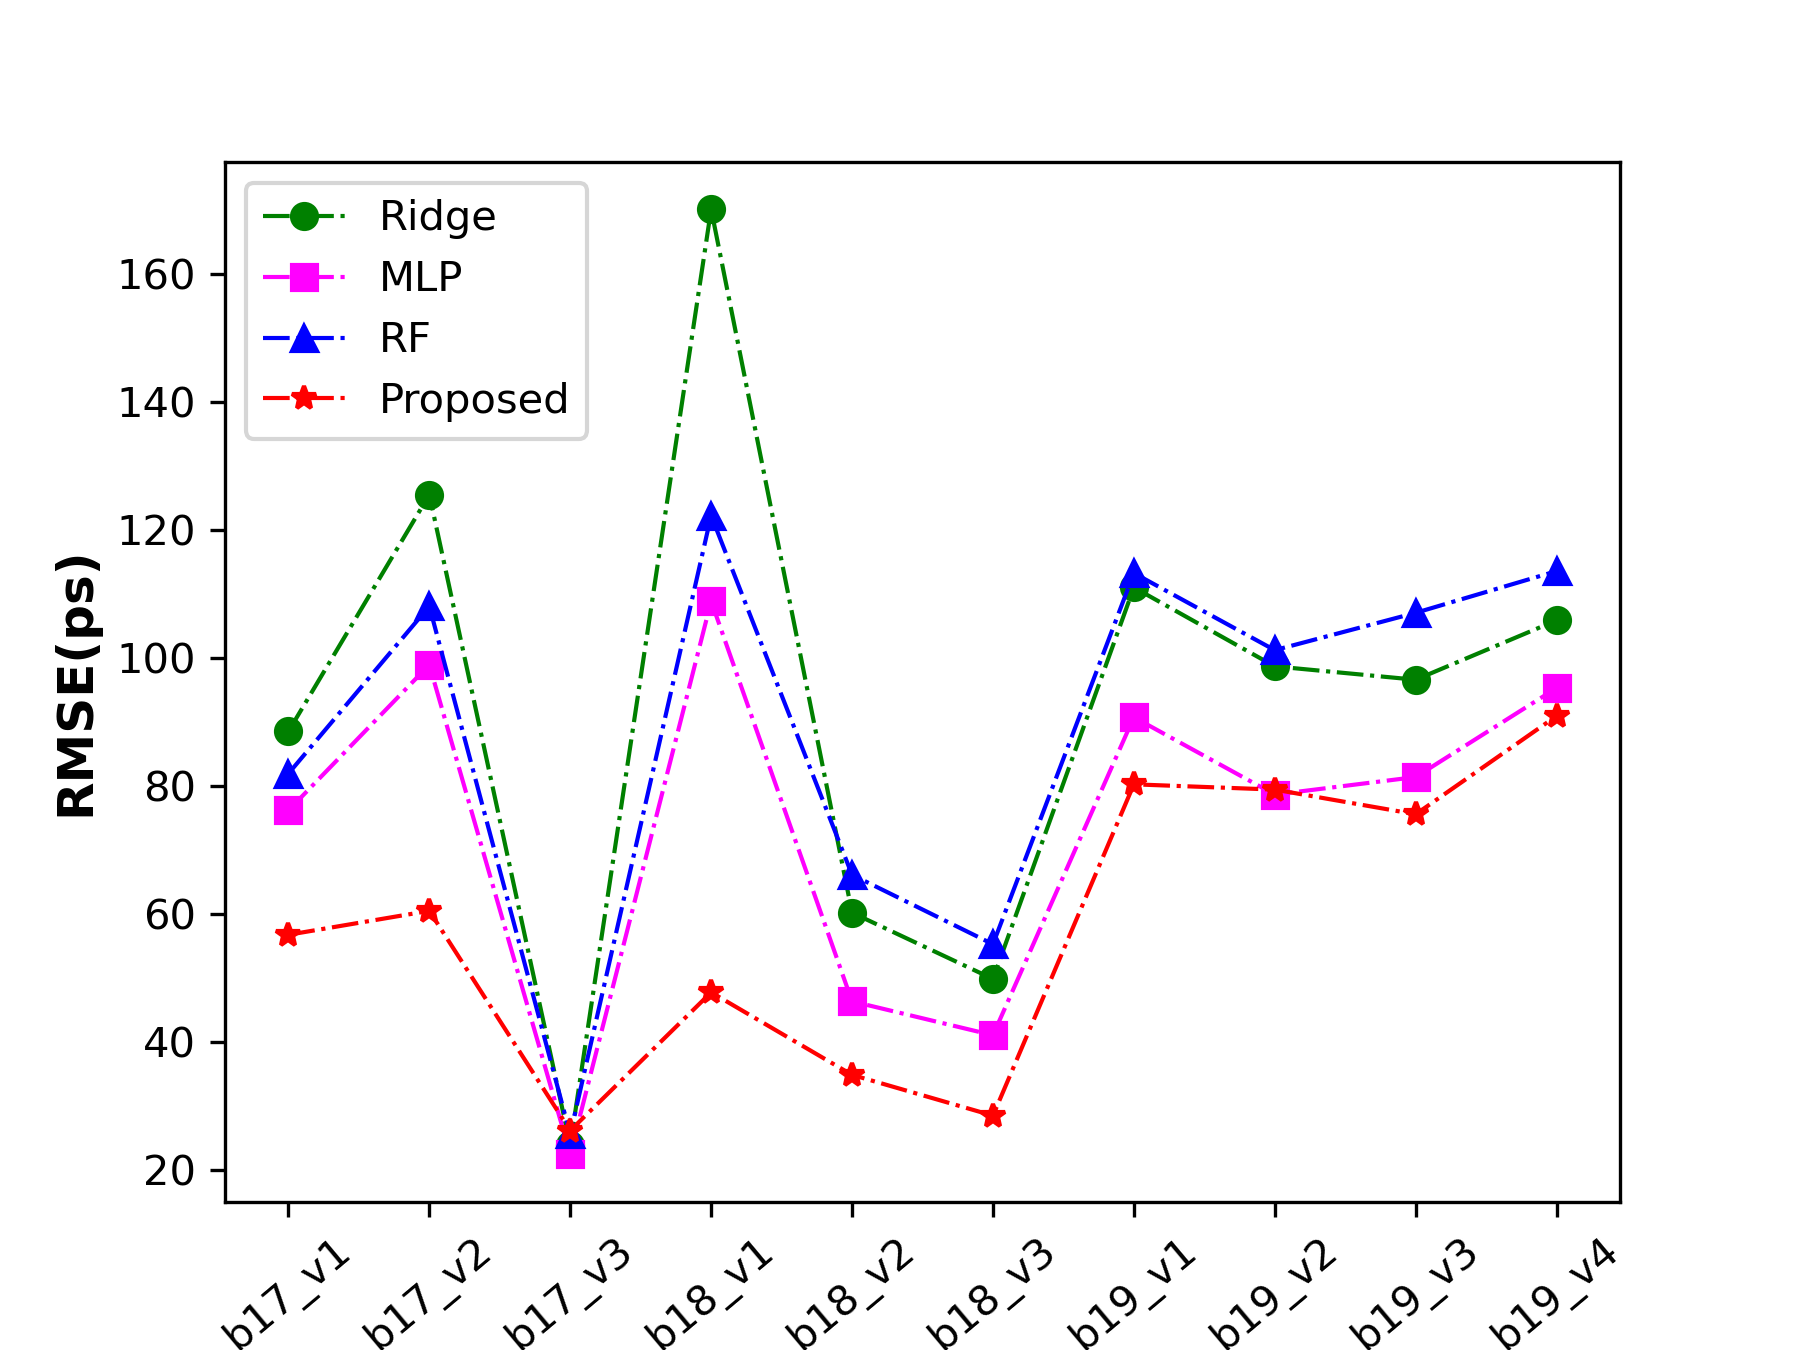 Ridge
MLP
RF
Proposed
160
140
120
100
80
60
40
20
RMSE(ps)
b17_v1
b17_v2
b17_v3
b18_v1
b18_v2
b18_v3
b19_v1
b19_v2
b19_v3
b19_v4